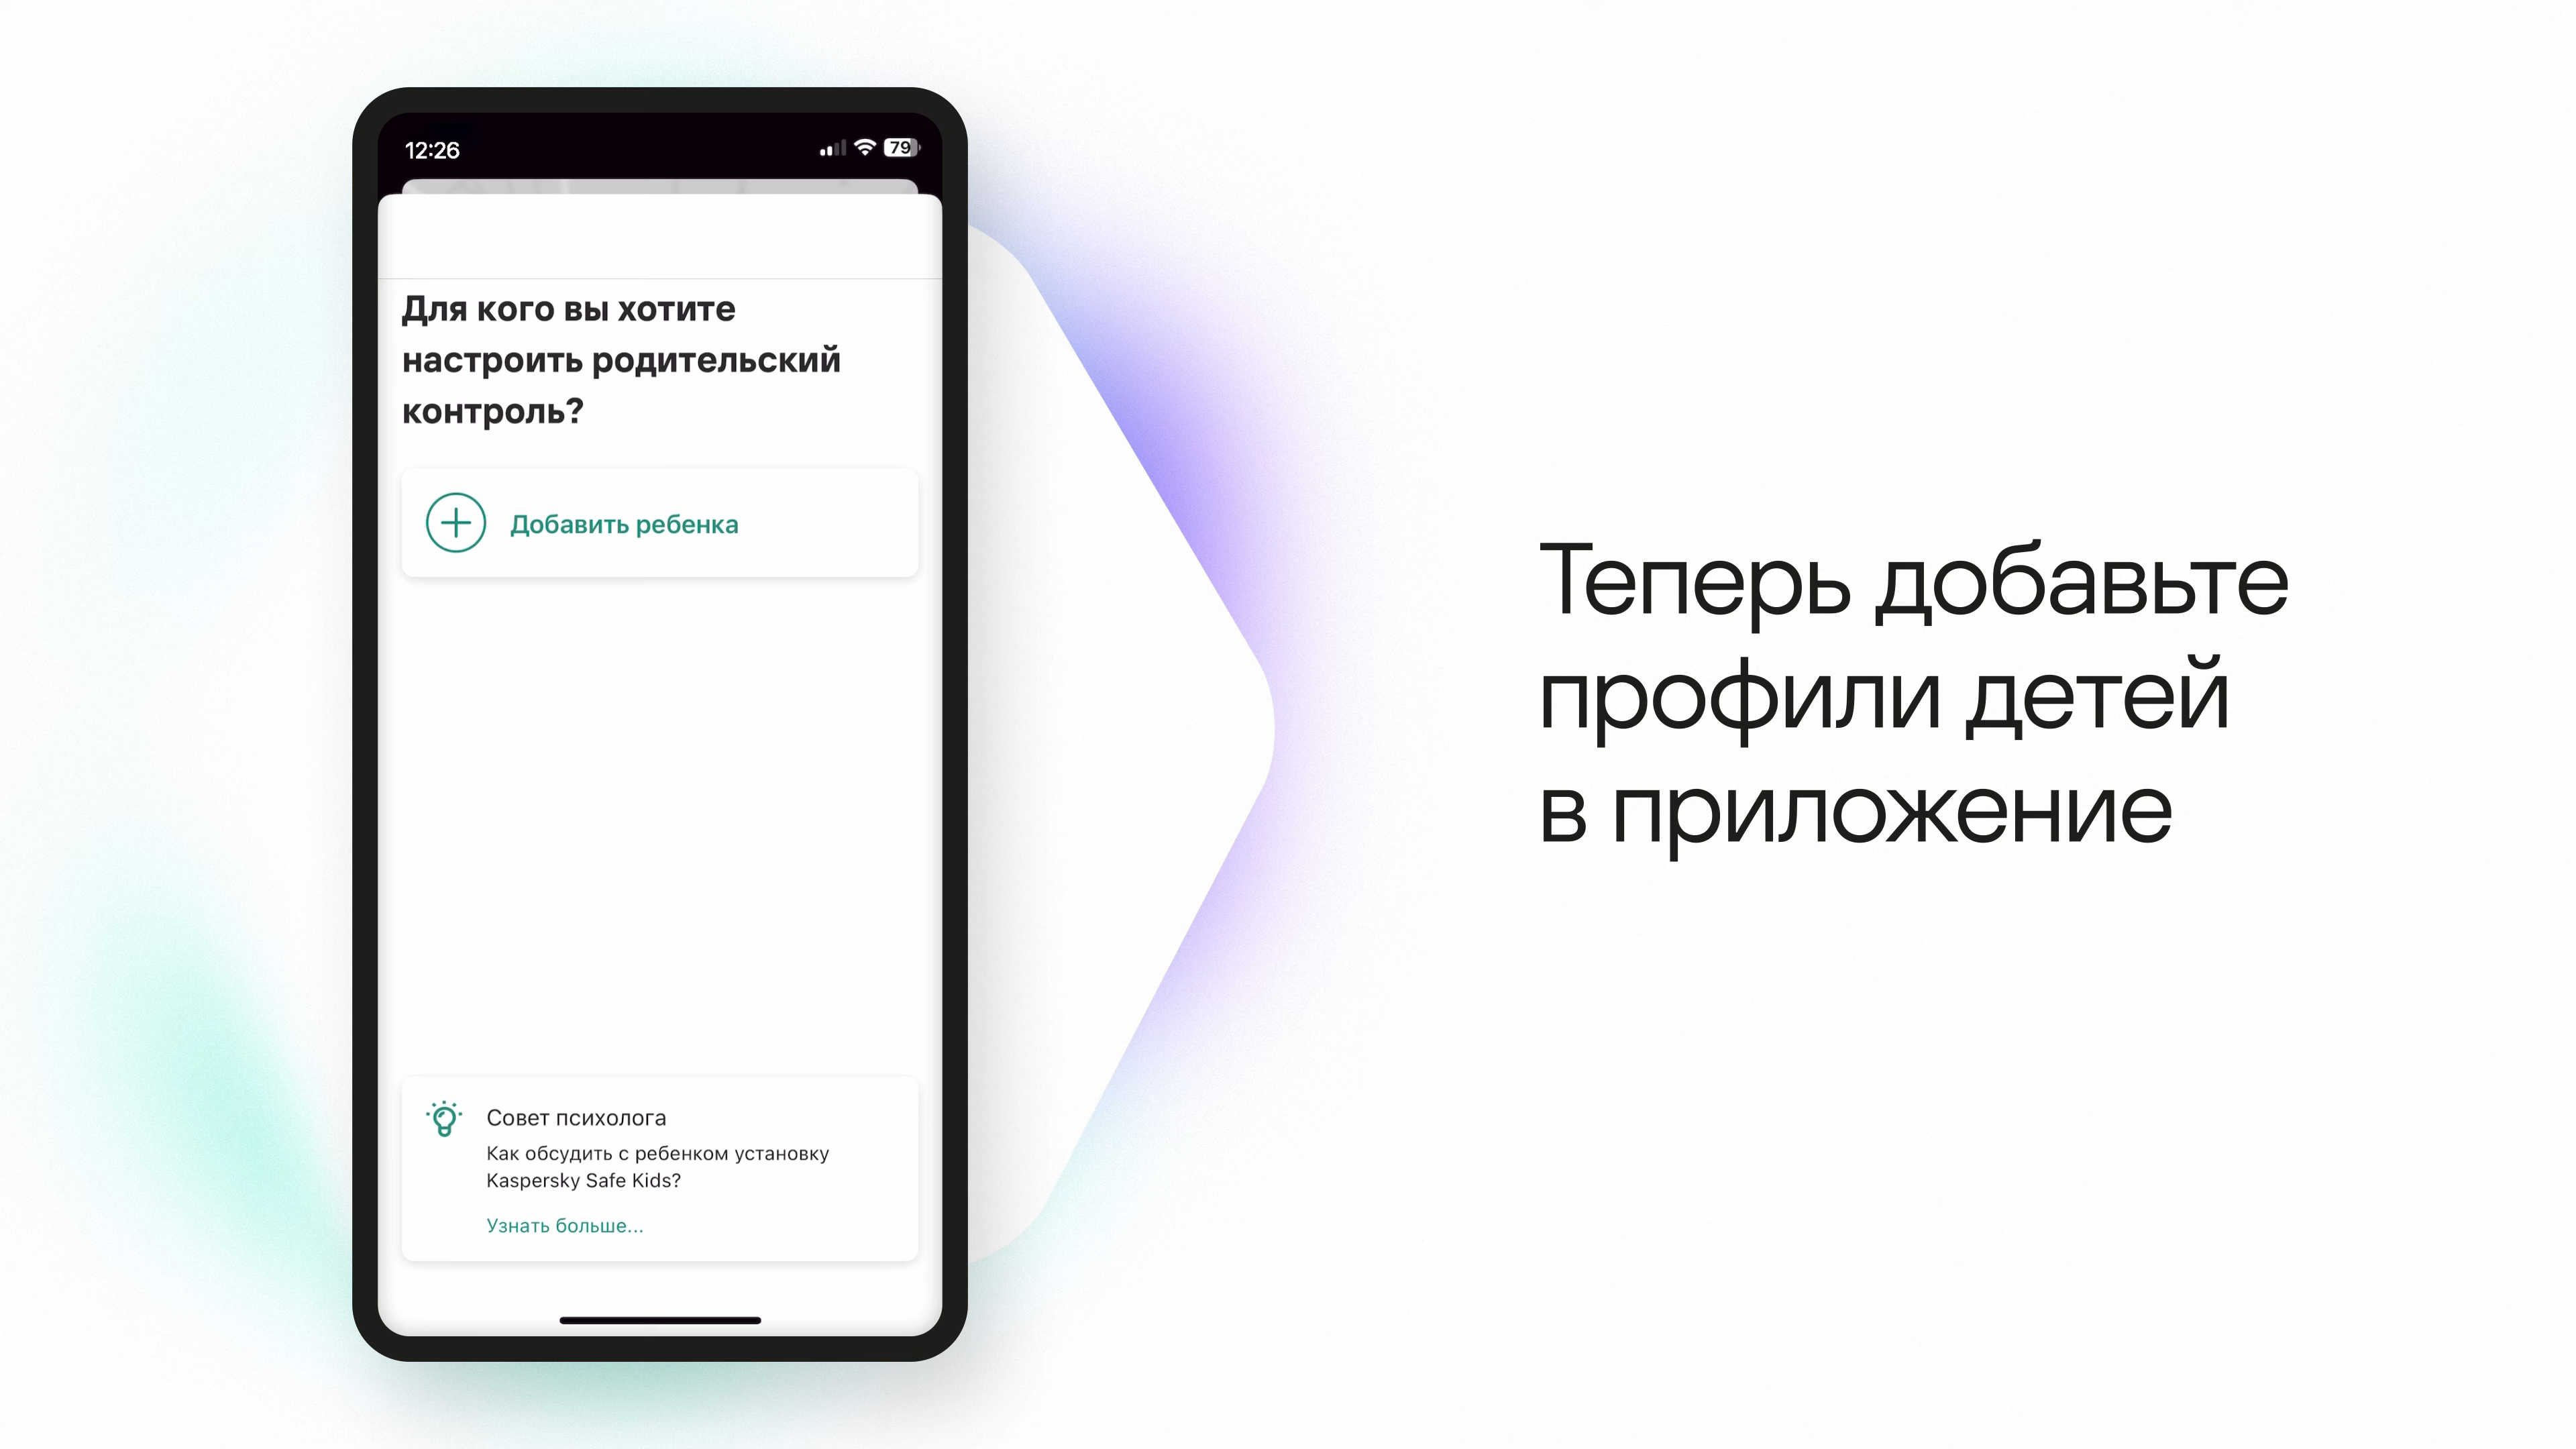 12:26
79
Для кого вы хотите
настроить родительский
контроль?
Добавить ребенка
Совет психолога
Как обсудить с ребенком установку
Kaspersky Safe Kids?
Узнать больше...
Теперь добавьте
профили детей
в приложение